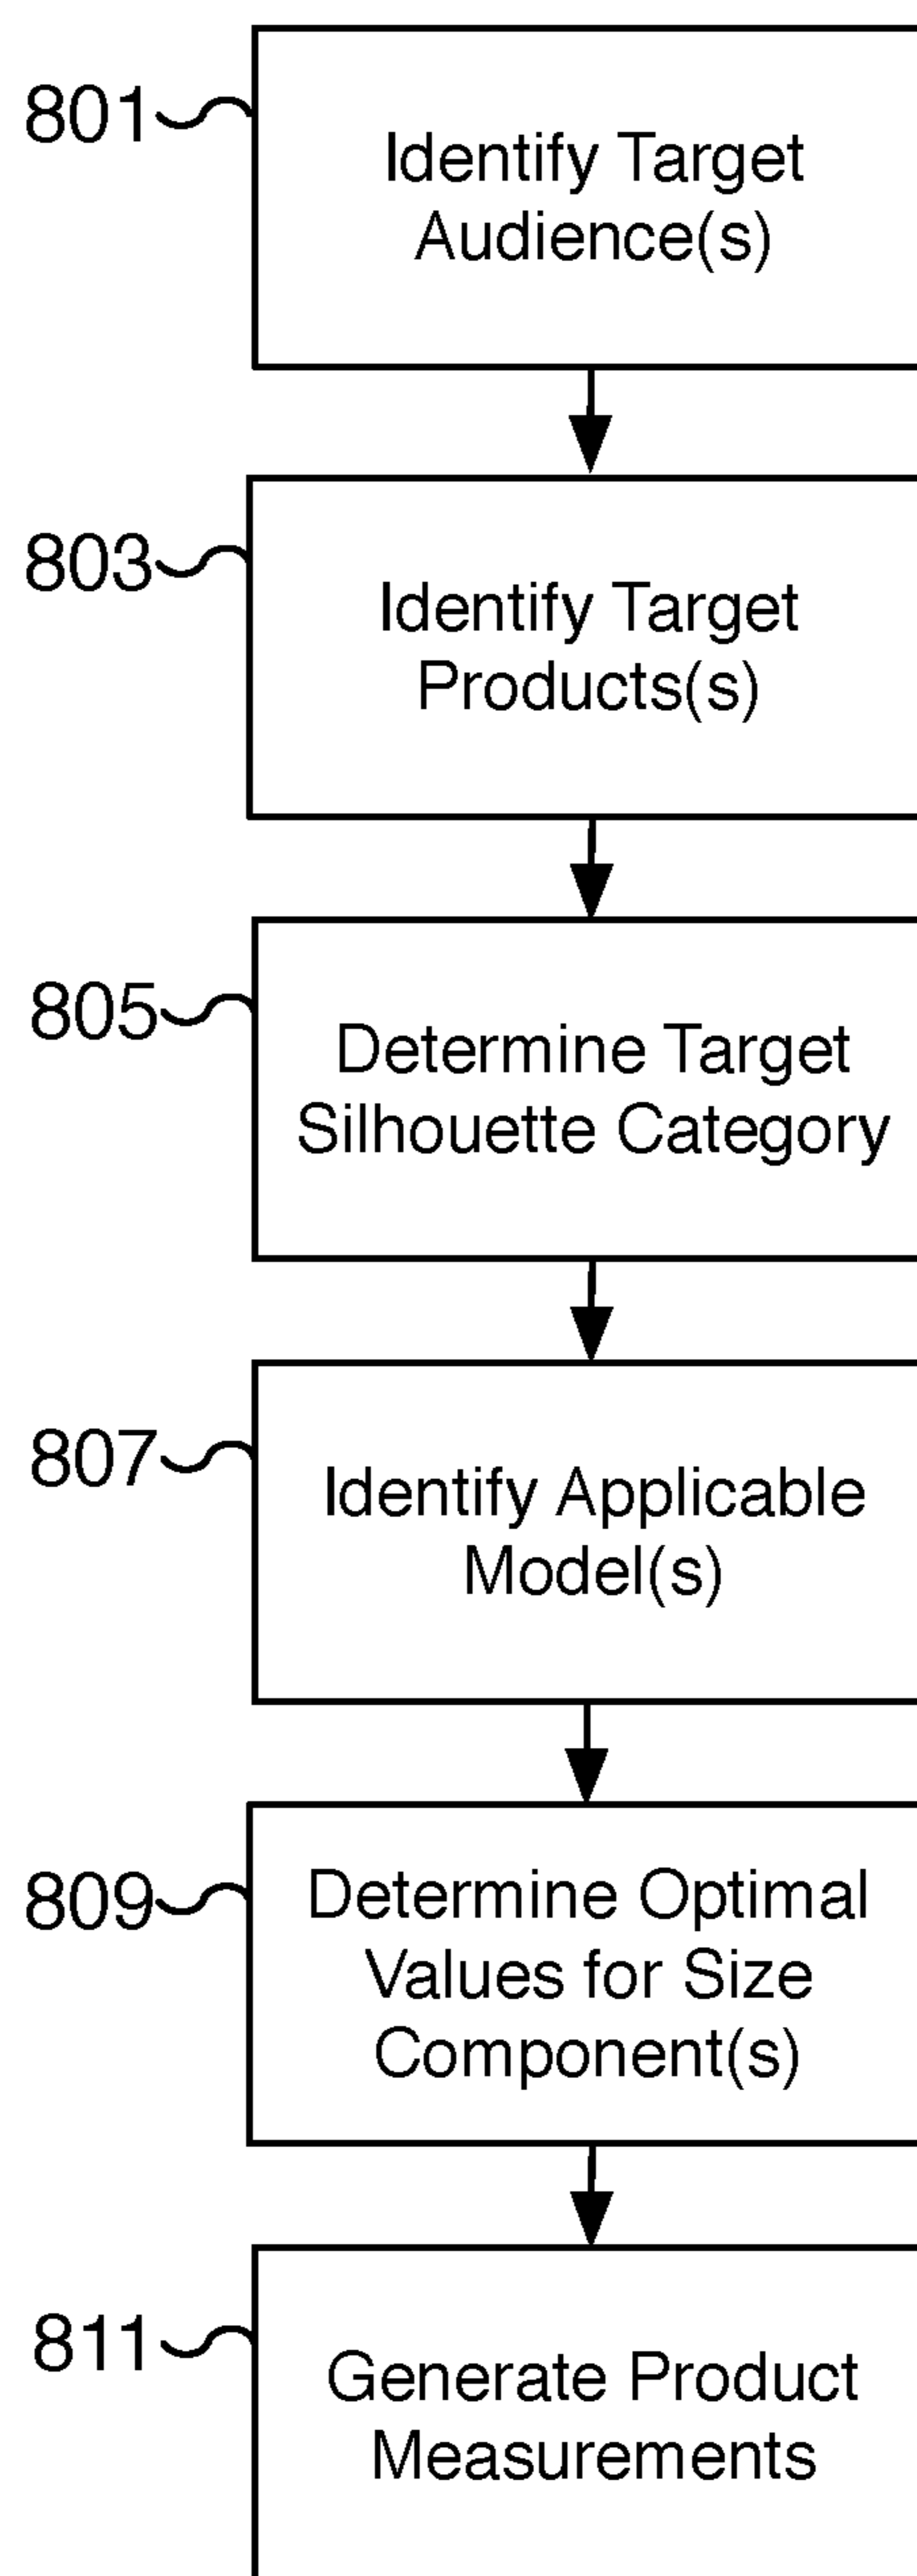 801
Identify Target
Audience(s)
803
Identify Target
Products(s)
805
Determine Target
Silhouette Category
807
Identify Applicable
Model(s)
809
Determine Optimal
Values for Size
Component(s)
811
Generate Product
Measurements